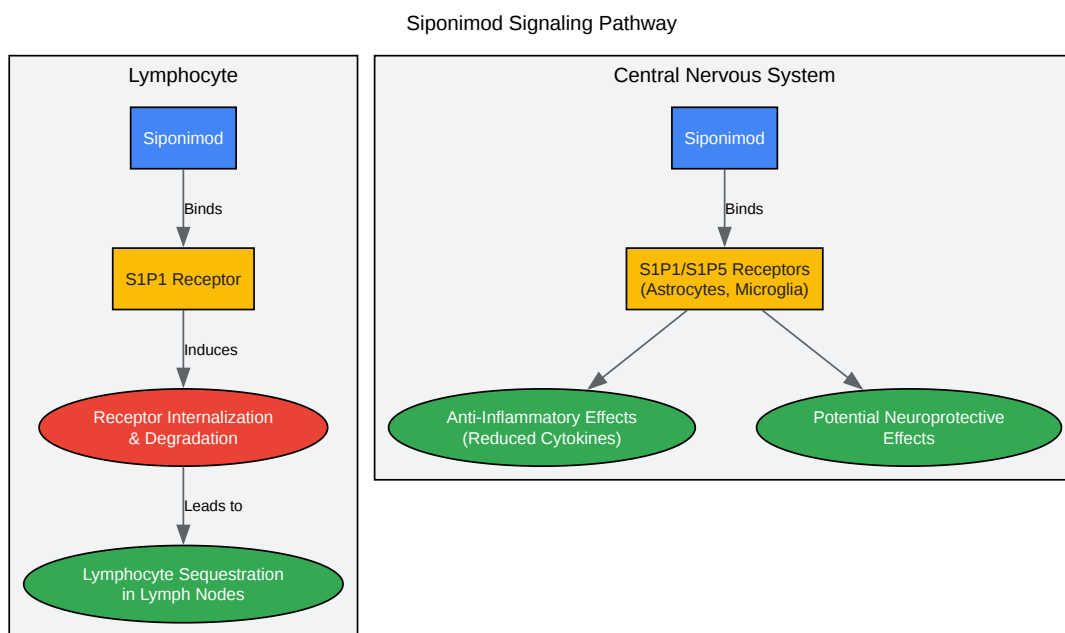 Siponimod Signaling Pathway
Lymphocyte
Siponimod
Binds
S1P1 Receptor
Induces
Receptor Internalization
& Degradation
Leads to
Lymphocyte Sequestration
in Lymph Nodes
Central Nervous System
Siponimod
Binds
S1P1/S1P5 Receptors
(Astrocytes, Microglia)
Anti-Inflammatory Effects
(Reduced Cytokines)
Potential Neuroprotective
Effects